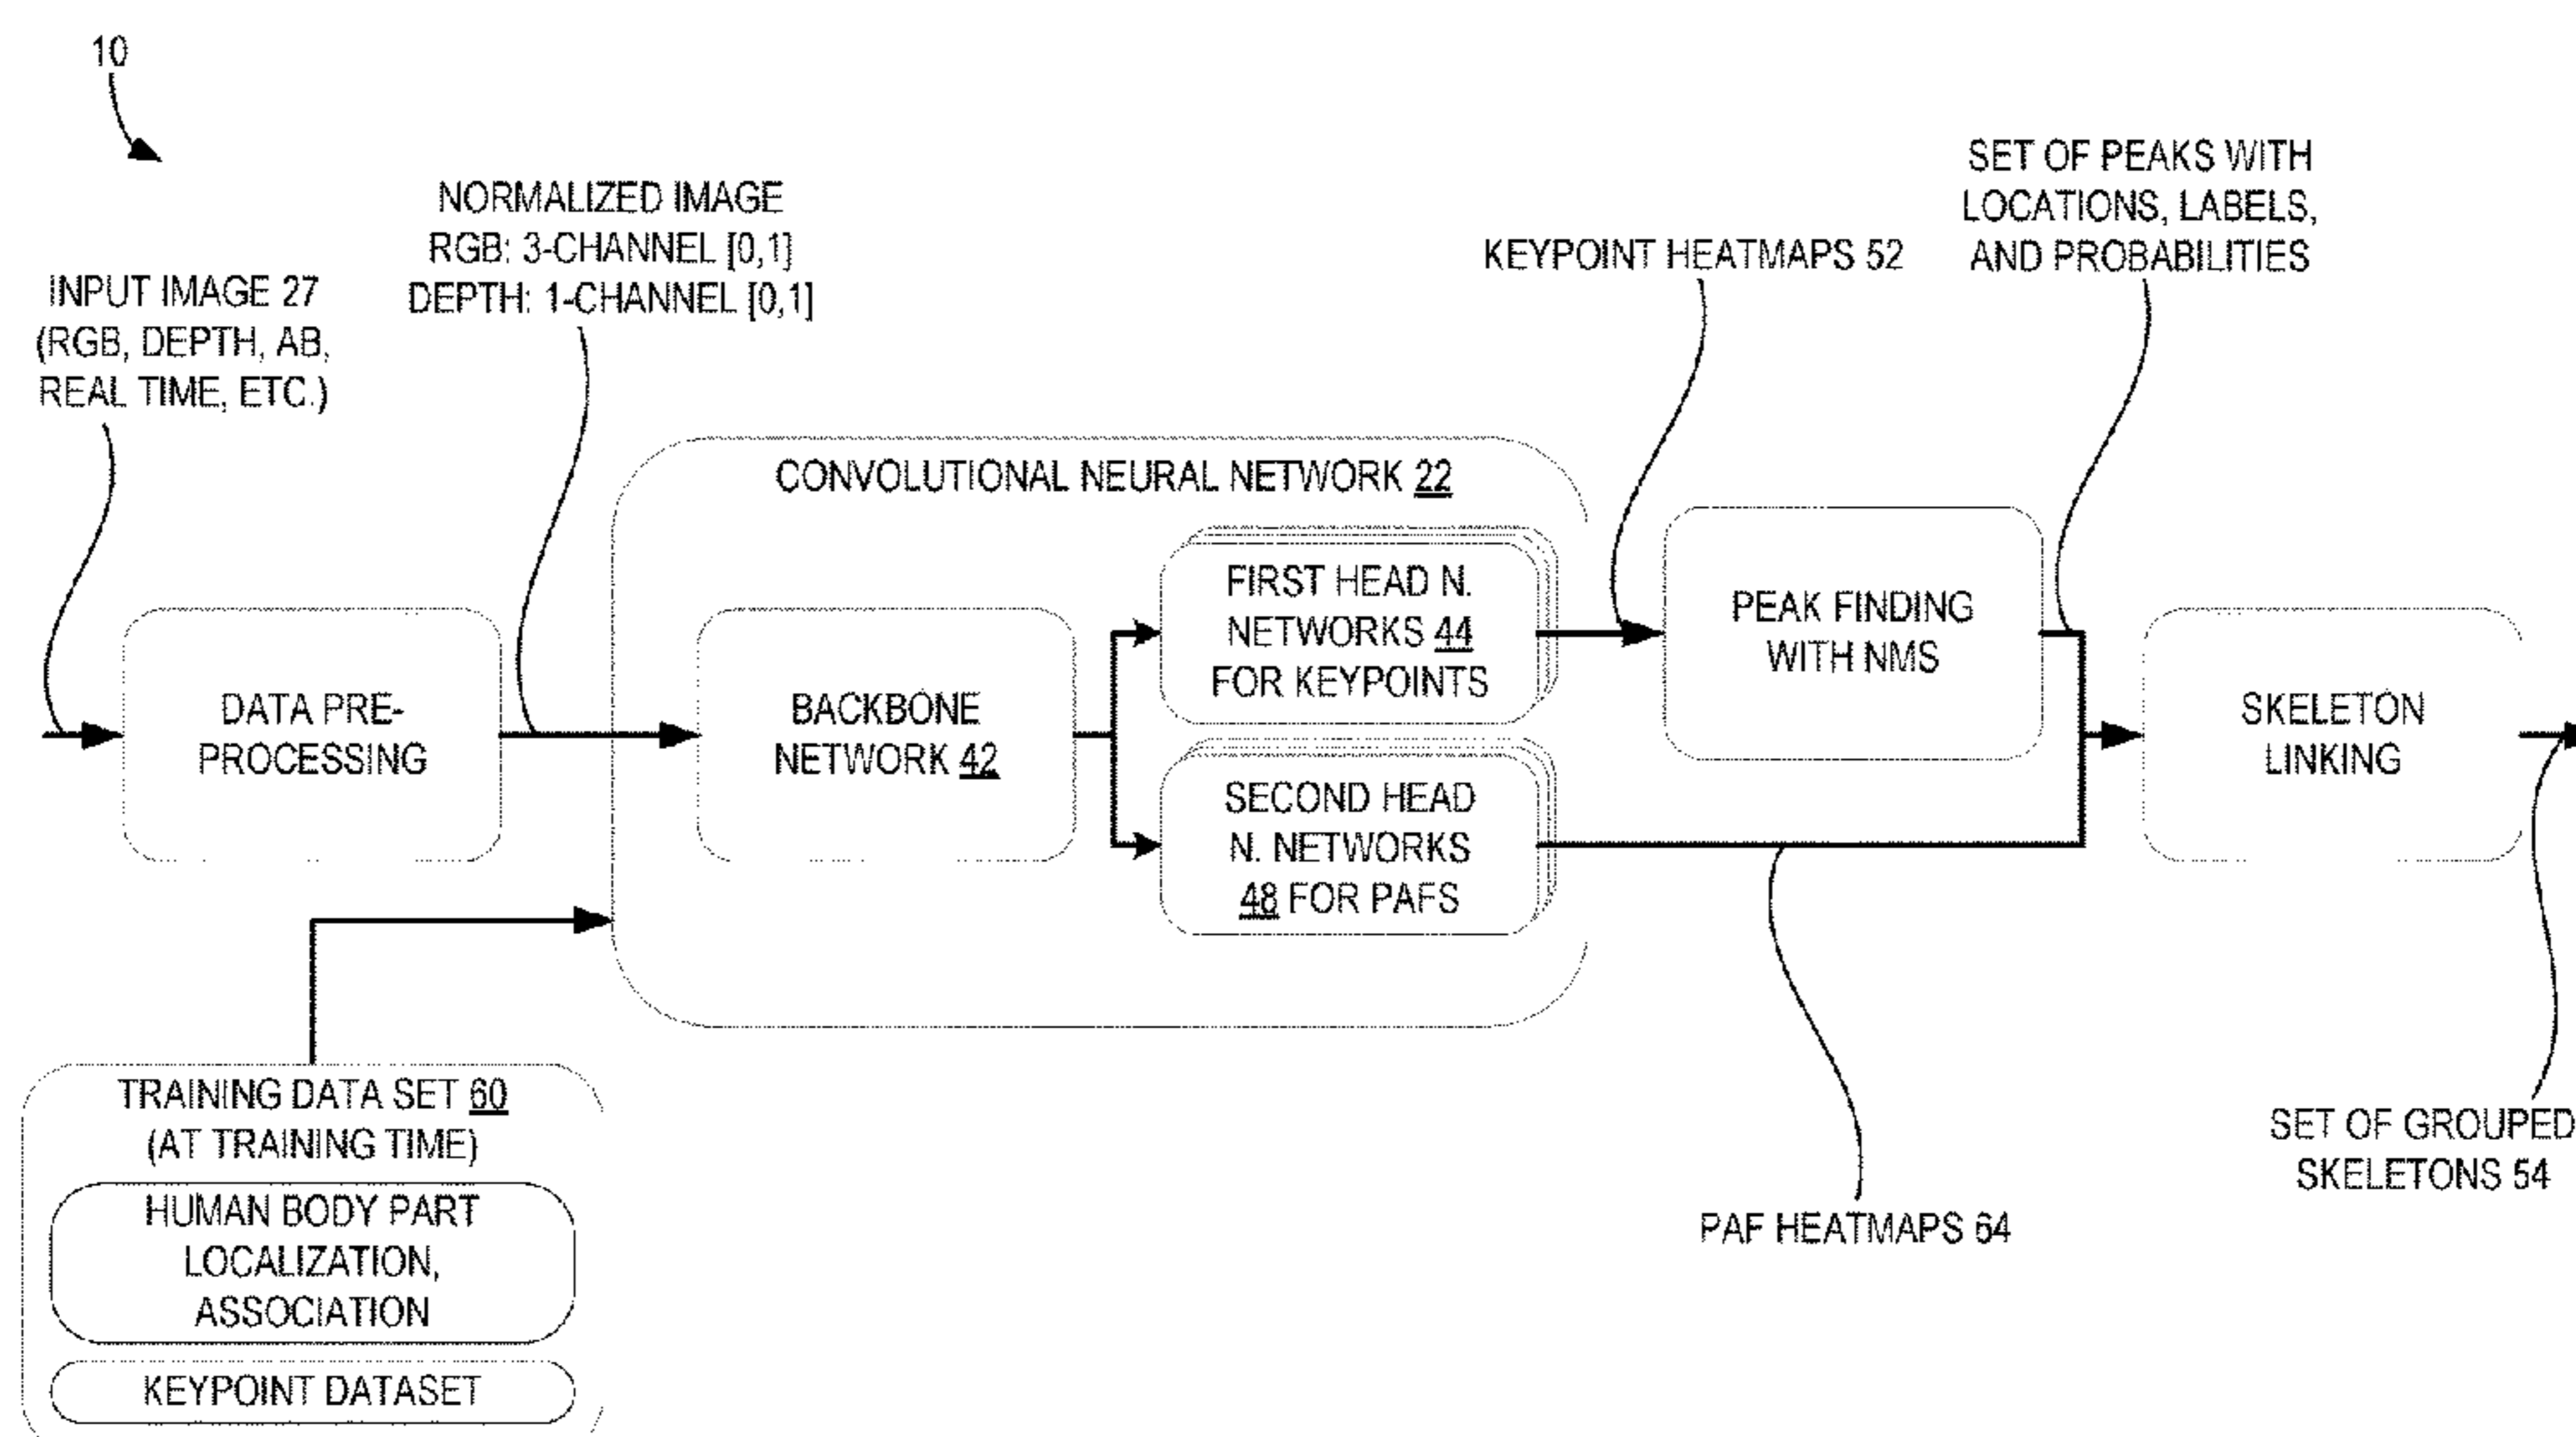 10
INPUT IMAGE 27
(RGB, DEPTH, AB,
REAL TIME, ETC.)
NORMALIZED IMAGE
RGB: 3-CHANNEL [0,1]
DEPTH: 1-CHANNEL [0,1]
KEYPOINT HEATMAPS 52
SET OF PEAKS WITH
LOCATIONS, LABELS,
AND PROBABILITIES
CONVOLUTIONAL NEURAL NETWORK 22
DATA PRE-
PROCESSING
BACKBONE
NETWORK 42
FIRST HEAD N.
NETWORKS 44
FOR KEYPOINTS
SECOND HEAD
N. NETWORKS
48 FOR PAFS
PEAK FINDING
WITH NMS
SKELETON
LINKING
TRAINING DATA SET 60
(AT TRAINING TIME)
HUMAN BODY PART
LOCALIZATION,
ASSOCIATION
KEYPOINT DATASET
PAF HEATMAPS 64
SET OF GROUPED
SKELETONS 54